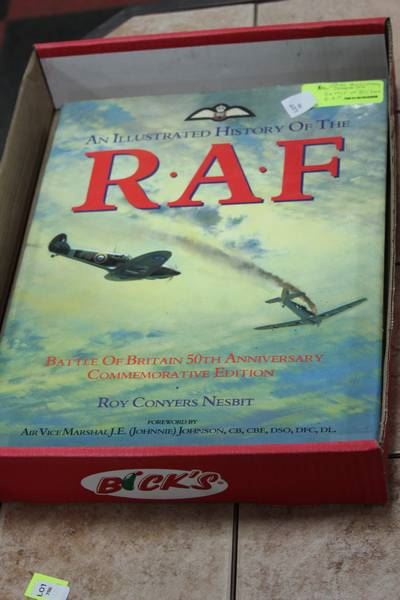 AN ILLUSTRATED HISTORY OF THE
R·A·F
BATTLE OF BRITAIN 50TH ANNIVERSARY
COMMEMORATIVE EDITION
ROY CONYERS NESBIT
FOREWORD BY
AIR VICE MARSHAL J.E. (JOHNNIE) JOHNSON, CB, CBE, DSO, DFC, DL.
BICK'S
LOT